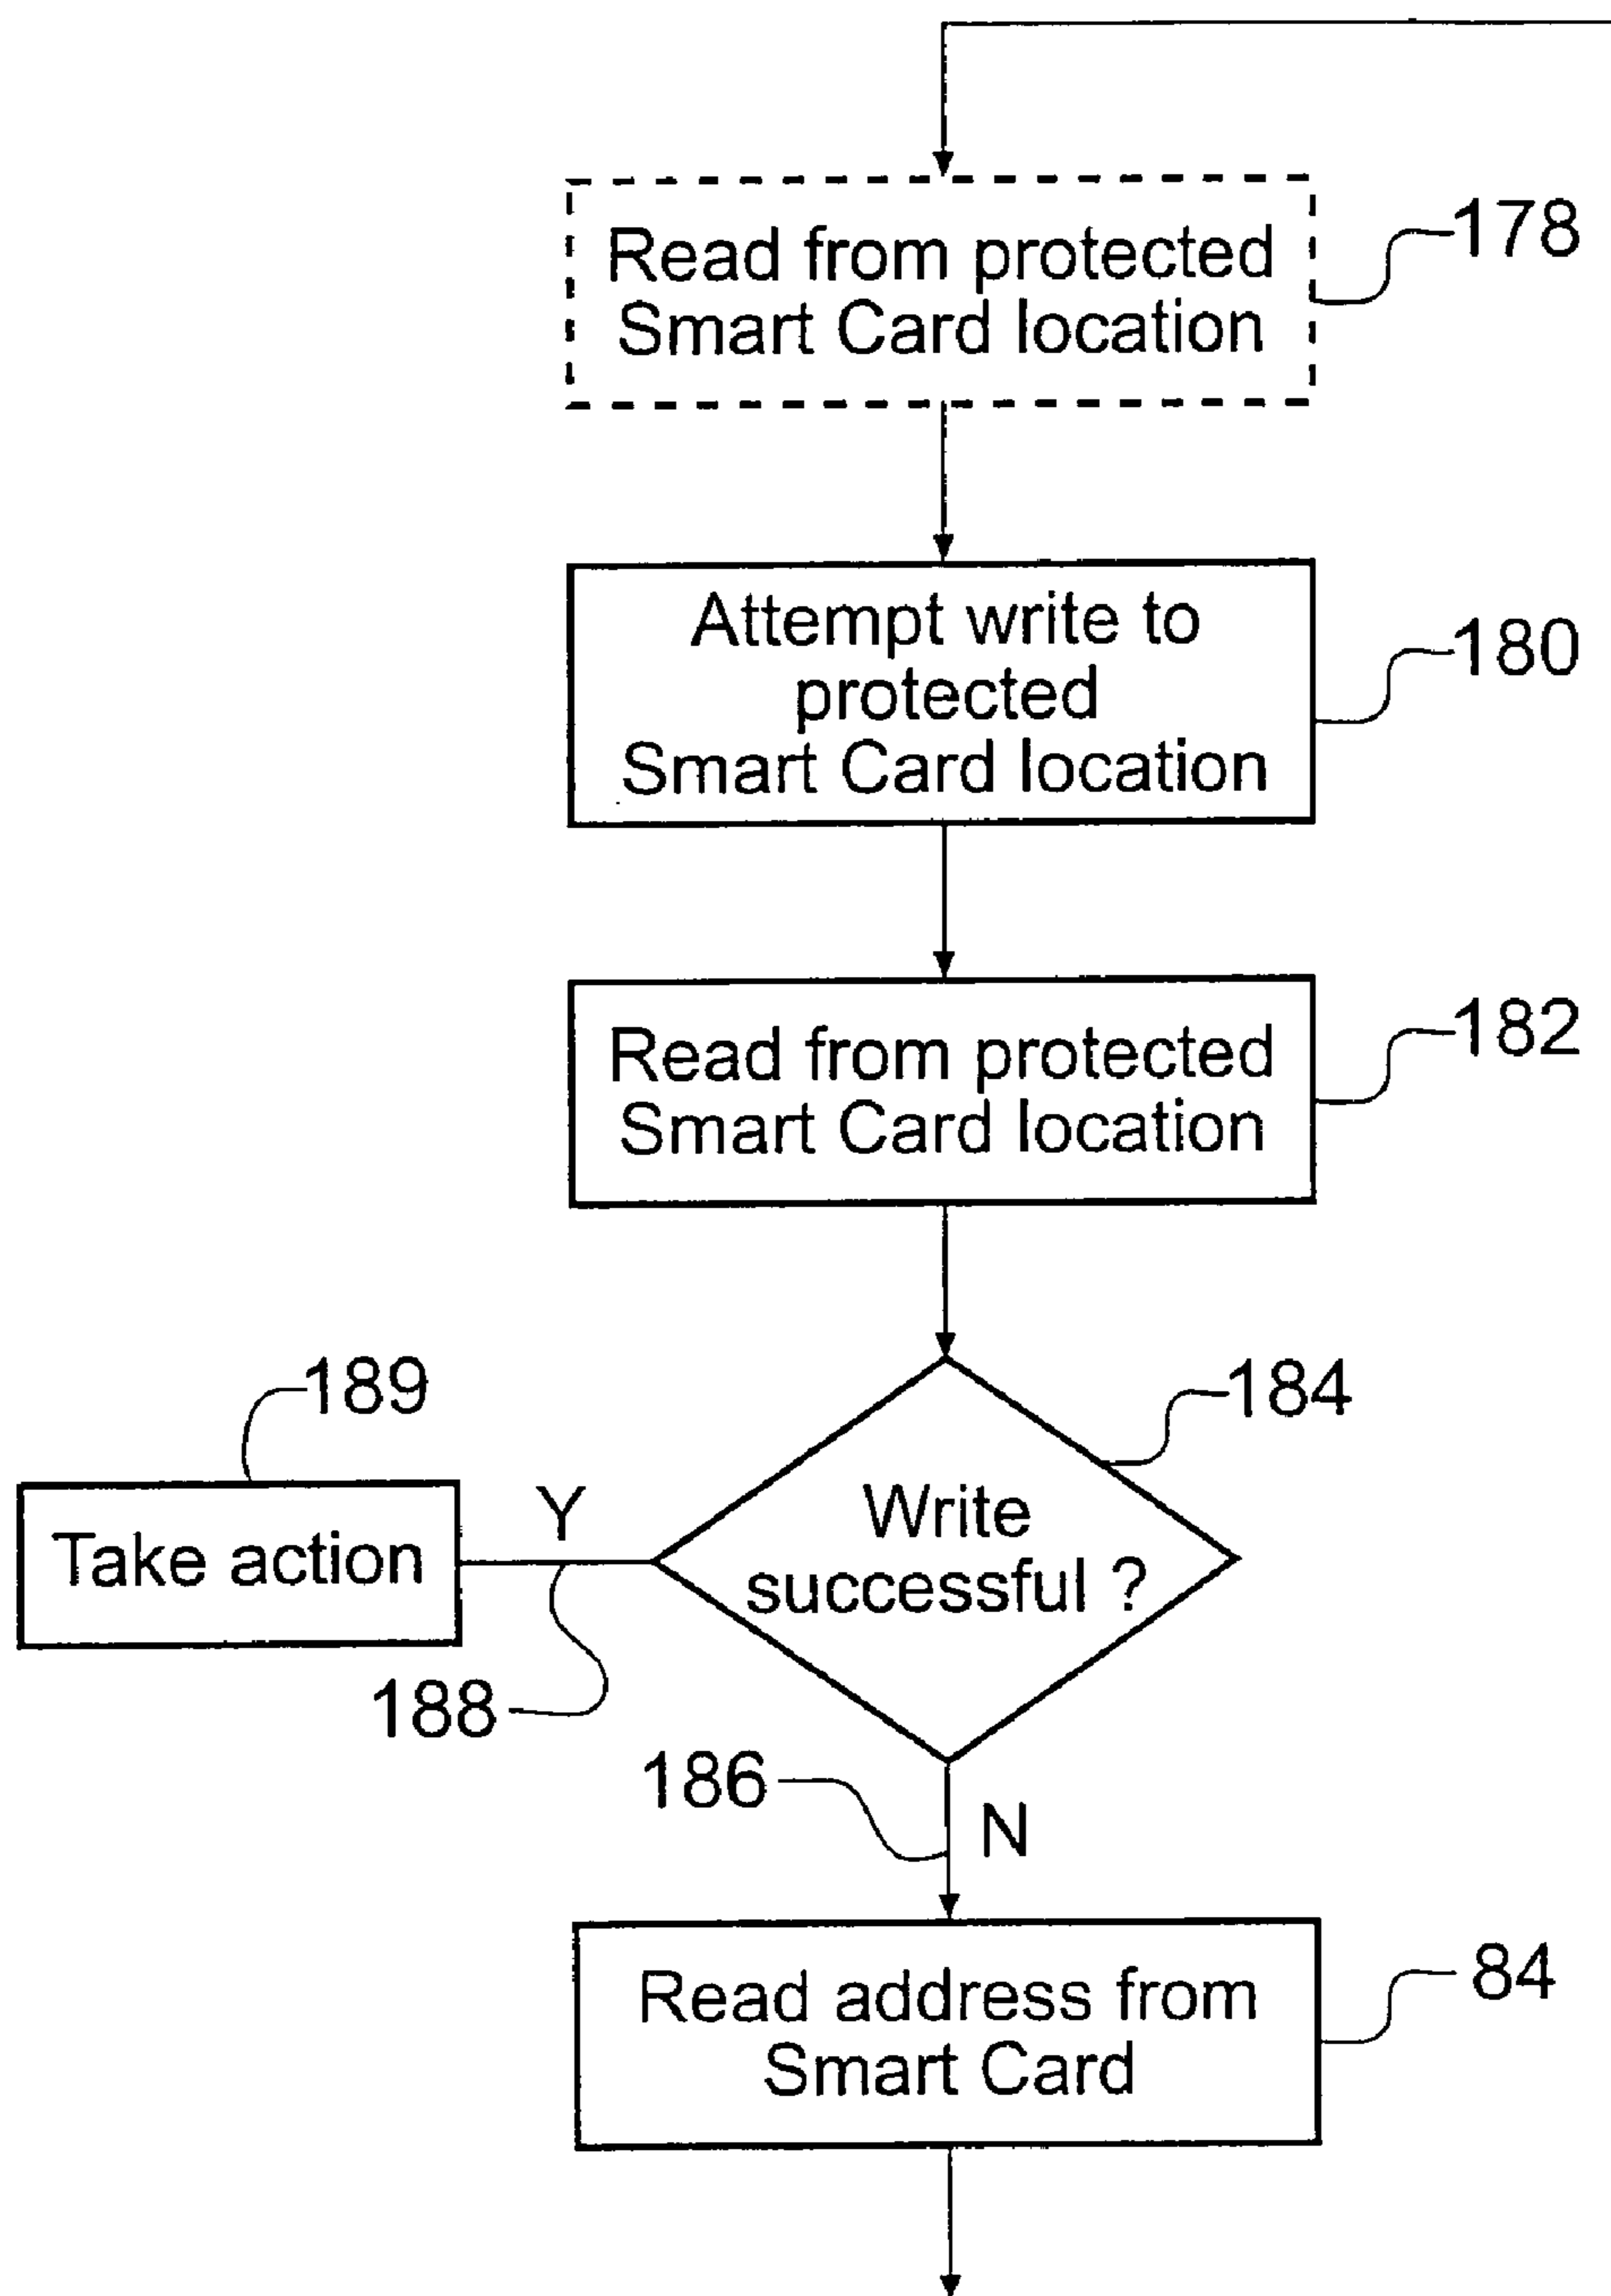 Read from protected
Smart Card location
178
Attempt write to
protected
Smart Card location
180
Read from protected
Smart Card location
182
189
184
Take action
Y
Write
successful ?
188
186
N
Read address from
Smart Card
84